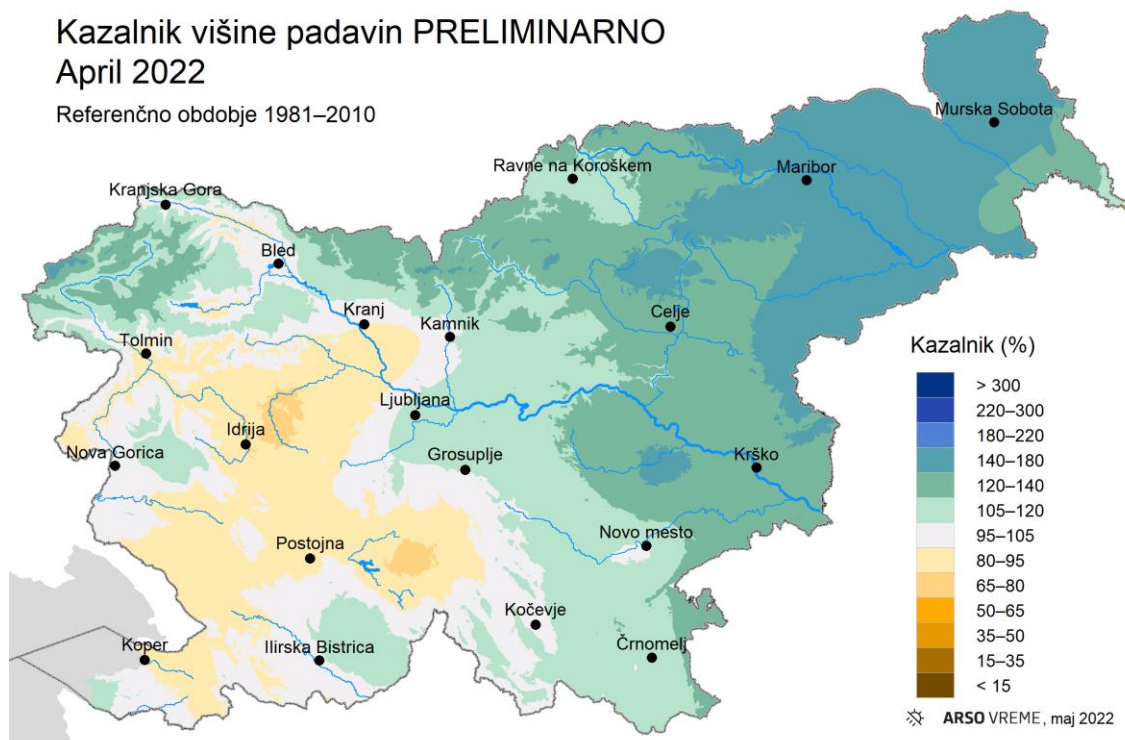 Kazalnik višine padavin PRELIMINARNO
April 2022
Referenčno obdobje 1981–2010
Murska Sobota
Ravne na Koroškem
Maribor
Kranjska Gora
Bled
Kranj
Kamnik
Celje
Tolmin
Ljubljana
Idrija
Nova Gorica
Grosuplje
Krško
Novo mesto
Postojna
Kočevje
Koper
Ilirska Bistrica
Črnomelj
Kazalnik (%)
> 300
220–300
180–220
140–180
120–140
105–120
95–105
80–95
65–80
50–65
35–50
15–35
< 15
ARSO VREME, maj 2022